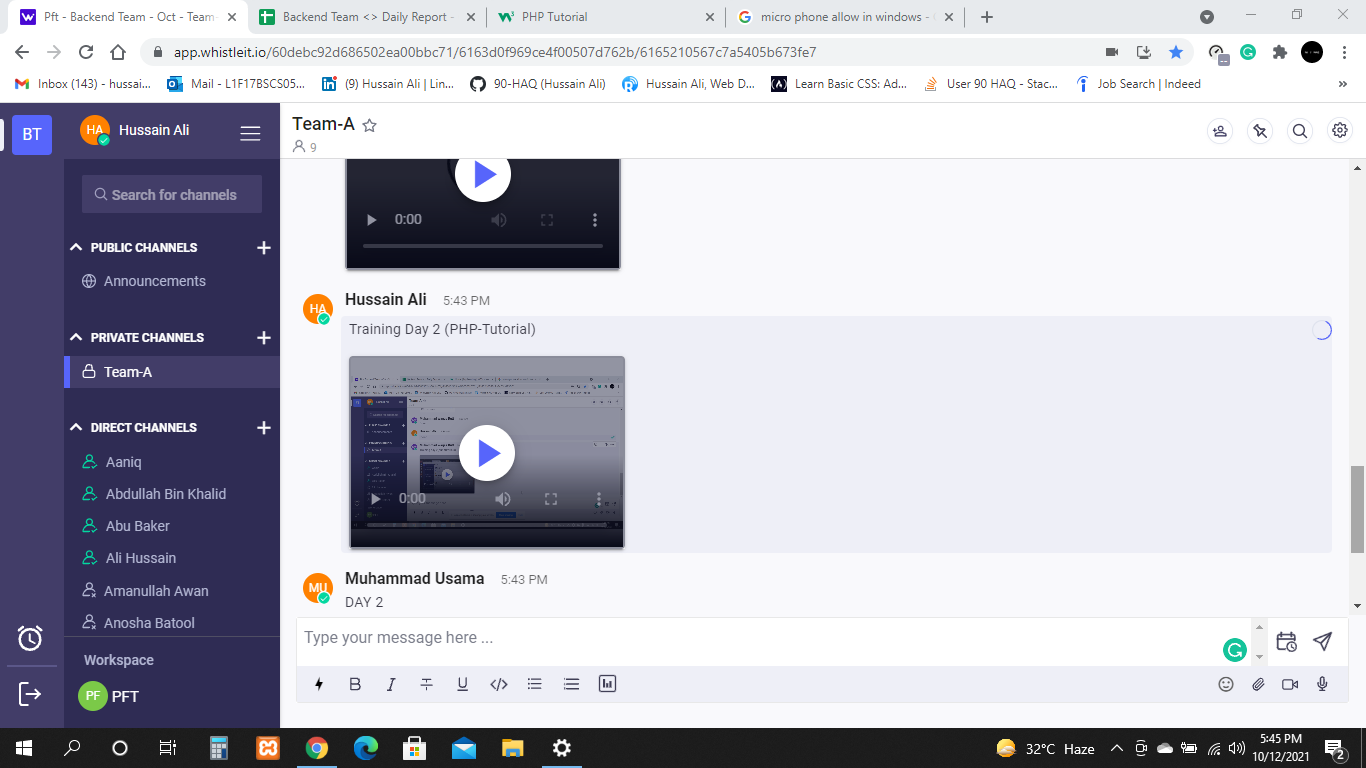 Pft - Backend Team - Oct - Team-
Backend Team <> Daily Report -
PHP Tutorial
micro phone allow in windows -
app.whistleit.io/60debc92d686502ea00bbc71/6163d0f969ce4f00507d762b/6165210567c7a5405b673fe7
Inbox (143) - hussai...
Mail - L1F17BSCS05...
(9) Hussain Ali | Lin...
90-HAQ (Hussain Ali)
Hussain Ali, Web D...
Learn Basic CSS: Ad...
User 90 HAQ - Stac...
Job Search | Indeed
»
BT
HA
Hussain Ali
Search for channels
PUBLIC CHANNELS
Announcements
PRIVATE CHANNELS
Team-A
DIRECT CHANNELS
Aaniq
Abdullah Bin Khalid
Abu Baker
Ali Hussain
Amanullah Awan
Anosha Batool
Workspace
PF
PFT
Team-A
9
0:00
HA
Hussain Ali 5:43 PM
Training Day 2 (PHP-Tutorial)
0:00
MU
Muhammad Usama 5:43 PM
DAY 2
Type your message here ...
32°C Haze
5:45 PM
10/12/2021
2